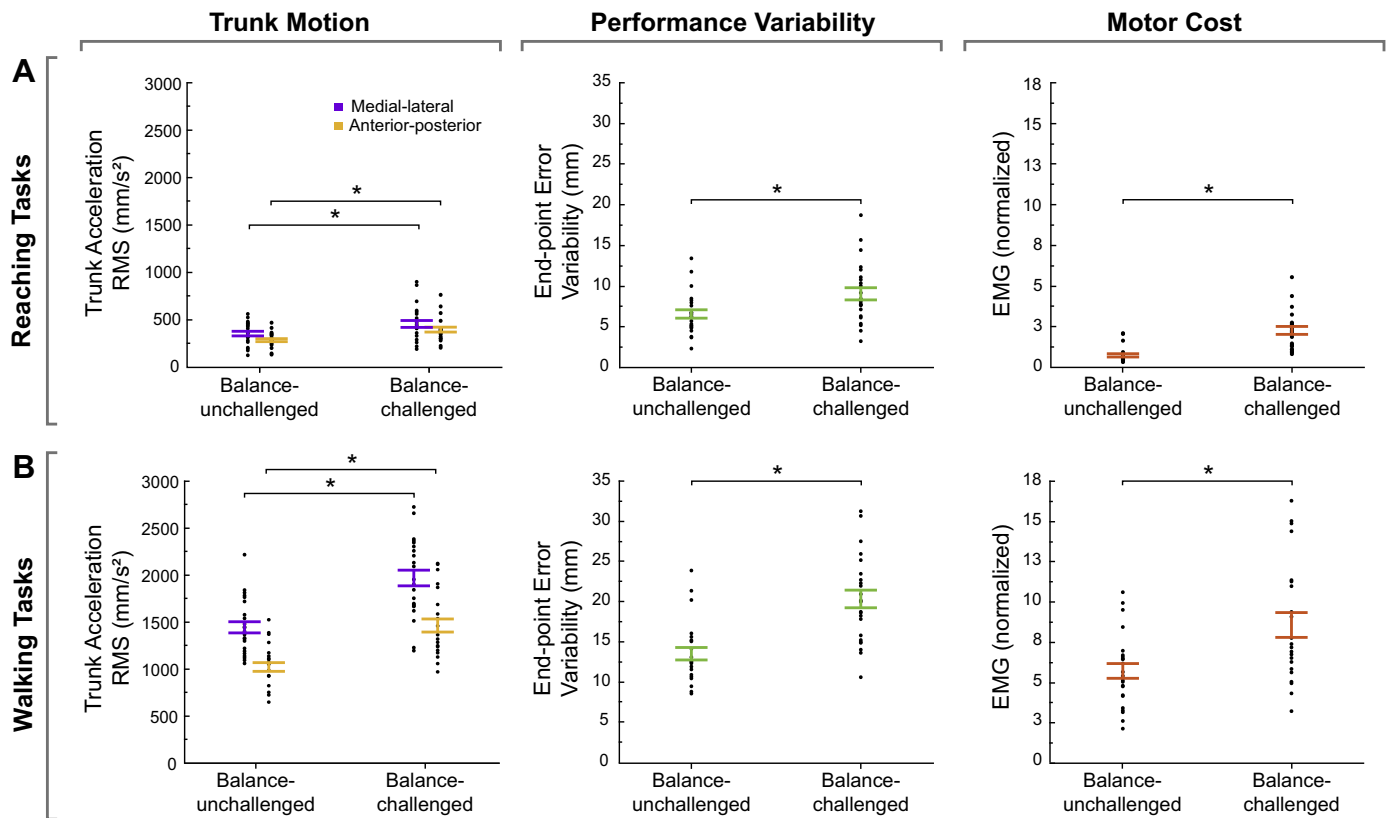 Trunk Motion
Performance Variability
Motor Cost
A
Reaching Tasks
Trunk Acceleration
RMS (mm/s²)
3000
2500
2000
1500
1000
500
0
Medial-lateral
Anterior-posterior
*
*
Balance-
unchallenged
Balance-
challenged
End-point Error
Variability (mm)
35
30
25
20
15
10
5
0
*
Balance-
unchallenged
Balance-
challenged
EMG (normalized)
18
15
13
10
8
5
3
0
*
Balance-
unchallenged
Balance-
challenged
B
Walking Tasks
Trunk Acceleration
RMS (mm/s²)
3000
2500
2000
1500
1000
500
0
*
*
Balance-
unchallenged
Balance-
challenged
End-point Error
Variability (mm)
35
30
25
20
15
10
5
0
*
Balance-
unchallenged
Balance-
challenged
EMG (normalized)
18
15
13
10
8
5
3
0
*
Balance-
unchallenged
Balance-
challenged